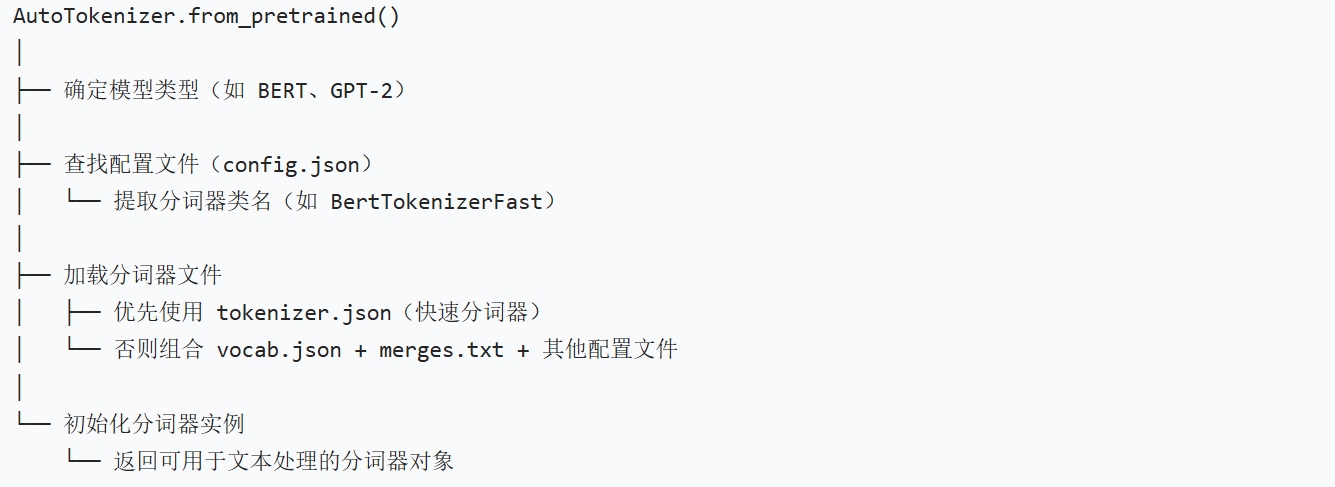 AutoTokenizer.from_pretrained()
│
├── 确定模型类型（如 BERT、GPT-2）
│
├── 查找配置文件（config.json）
│   └── 提取分词器类名（如 BertTokenizerFast）
│
├── 加载分词器文件
│   ├── 优先使用 tokenizer.json（快速分词器）
│   └── 否则组合 vocab.json + merges.txt + 其他配置文件
│
└── 初始化分词器实例
    └── 返回可用于文本处理的分词器对象